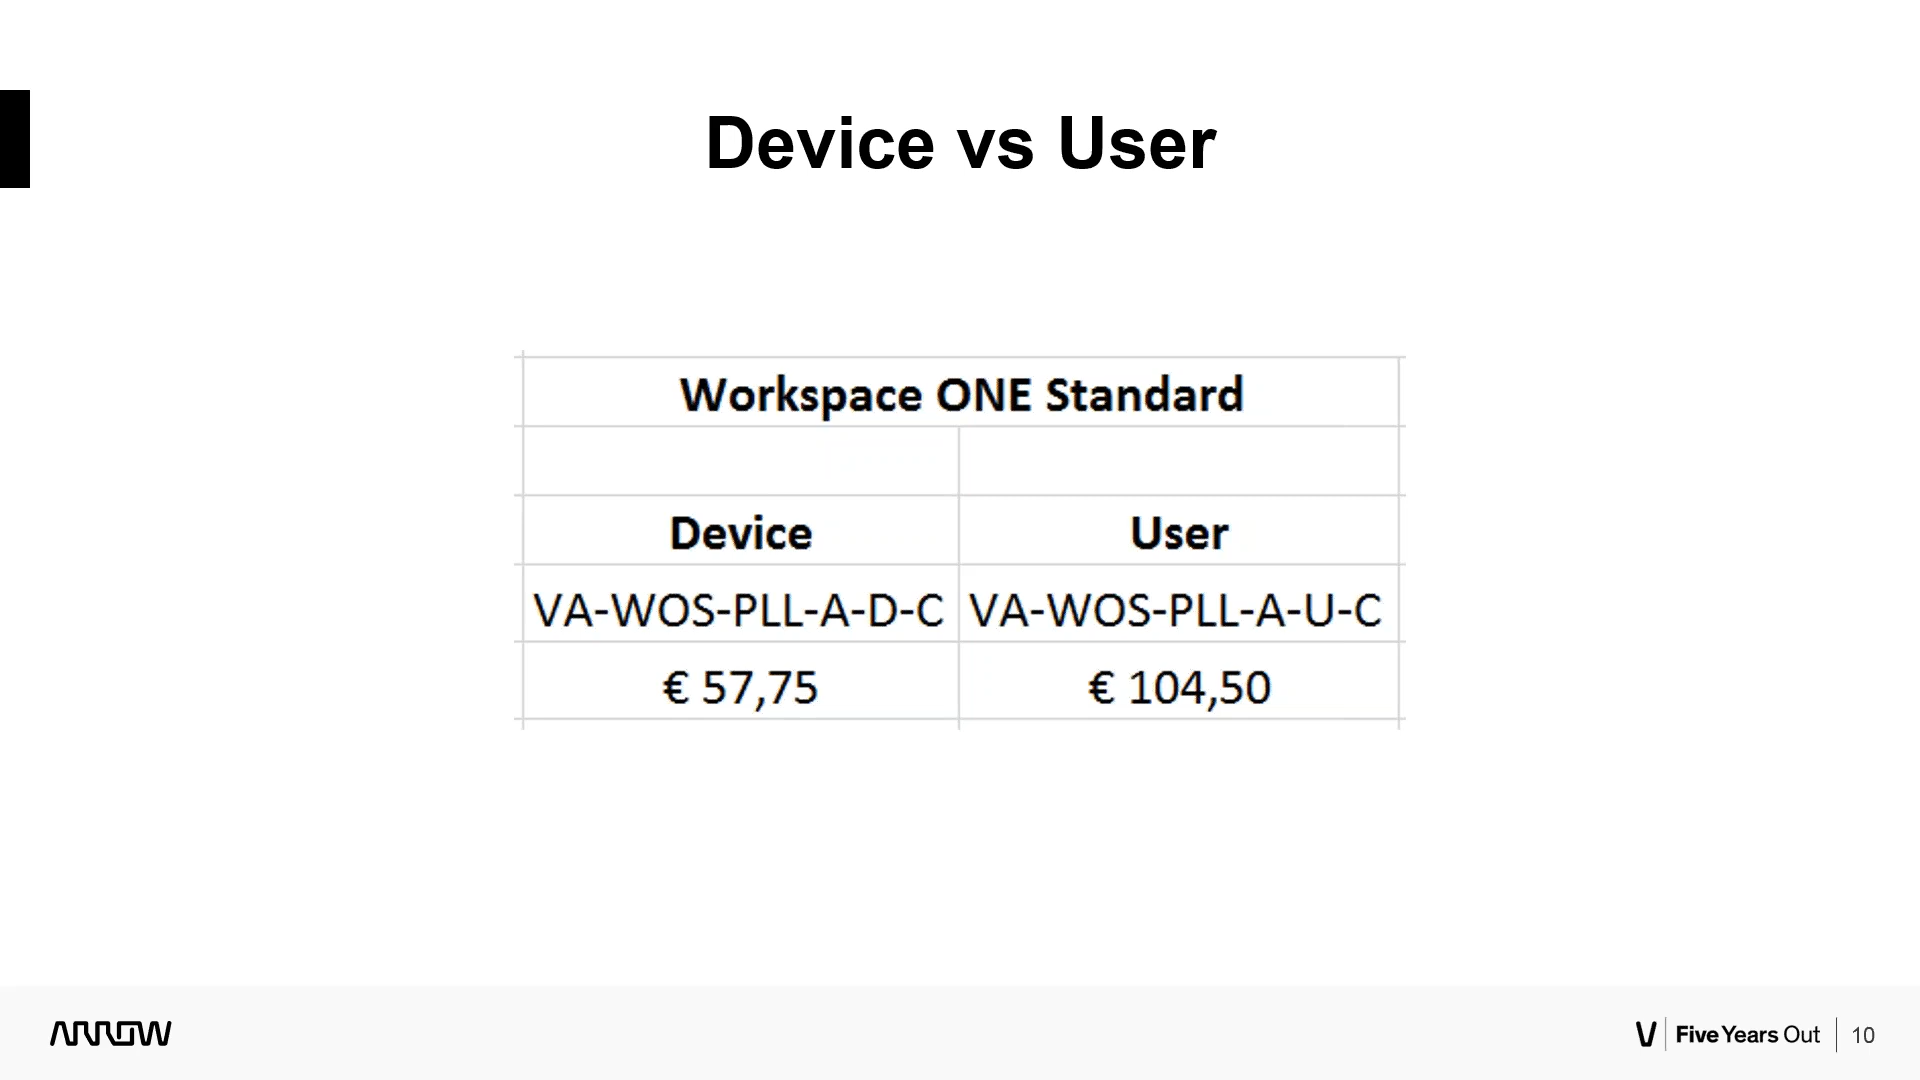 Device vs User
Workspace ONE Standard
Device User
VA-WOS-PLL-A-D-C VA-WOS-PLL-A-U-C
€ 57,75 € 104,50
ARROW
Five Years Out 10